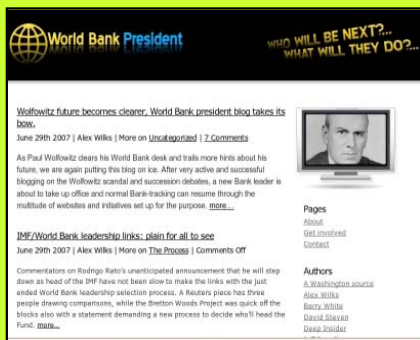 World Bank President
WHO WILL BE NEXT?...
WHAT WILL THEY DO?...
Wolfowitz future becomes clearer, World Bank president blog takes its
bow.
June 29th 2007 | Alex Wilks | More on Uncategorized | 7 Comments
As Paul Wolfowitz clears his World Bank desk and trails more hints about his
future, we are again putting this blog on ice. After very active and successful
blogging on the Wolfowitz scandal and succession debates, a new Bank leader is
about to take up office and normal Bank-tracking can resume through the
multitude of websites and initiatives set up for the purpose. more...
IMF/World Bank leadership links: plain for all to see
June 29th 2007 | Alex Wilks | More on The Process | Comments Off
Commentators on Rodrigo Rato's unanticipated announcement that he will step
down as head of the IMF have not been slow to make the links with the just
ended World Bank leadership selection process. A Reuters piece has three
people drawing comparisons, while the Bretton Woods Project was quick off the
blocks also with a statement demanding a new process to decide who'll head the
Fund. more...
Pages
About
Get involved
Contact
Authors
A Washington source
Alex Wilks
Barry White
David Steven
Deep Insider